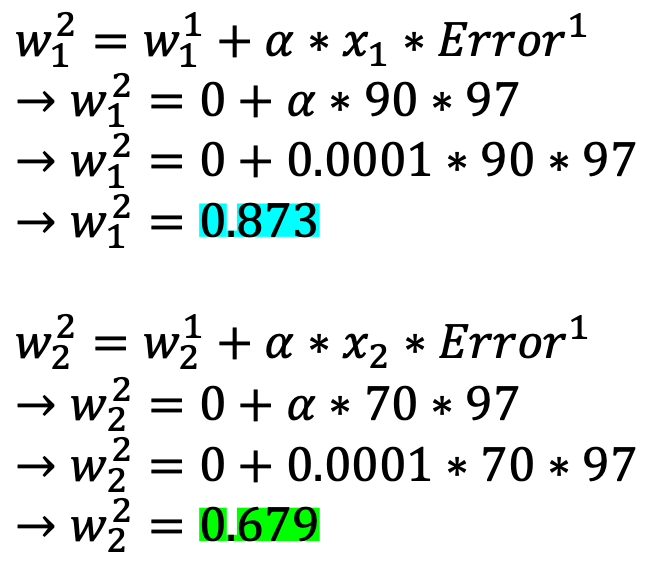 w₁² = w₁¹ + α ∗ x₁ ∗ Error¹
→ w₁² = 0 + α ∗ 90 ∗ 97
→ w₁² = 0 + 0.0001 ∗ 90 ∗ 97
→ w₁² = 0.873
w₂² = w₂¹ + α ∗ x₂ ∗ Error¹
→ w₂² = 0 + α ∗ 70 ∗ 97
→ w₂² = 0 + 0.0001 ∗ 70 ∗ 97
→ w₂² = 0.679